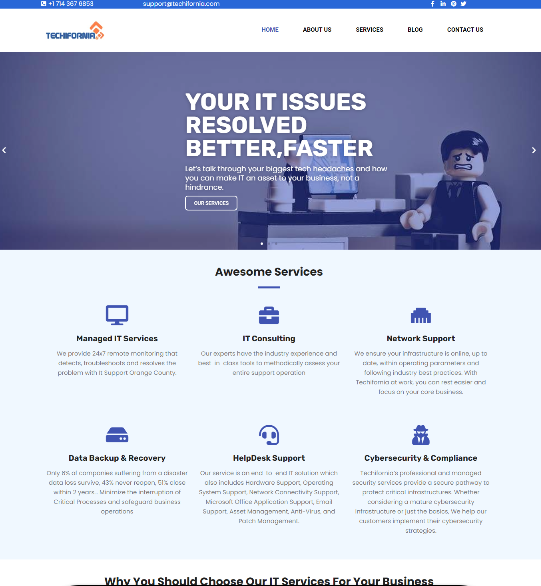 +1 714 367 6853 support@techifornia.com
TECHIFORNIA
HOME ABOUT US SERVICES BLOG CONTACT US
YOUR IT ISSUES
RESOLVED
BETTER,FASTER
Let's talk through your biggest tech headaches and how
you can make IT an asset to your business, not a
hindrance.
OUR SERVICES
Awesome Services
Managed IT Services
We provide 24x7 remote monitoring that
detects, troubleshoots and resolves the
problem with It Support Orange County.
IT Consulting
Our experts have the industry experience and
best-in-class tools to methodically assess your
entire support operation
Network Support
We ensure your infrastructure is online, up to
date, within operating parameters and
following industry best practices. With
Techifornia at work, you can rest easier and
focus on your core business.
Data Backup & Recovery
Only 6% of companies suffering from a disaster
data loss survive, 43% never reopen, 51% close
within 2 years... Minimize the interruption of
Critical Processes and safeguard business
operations.
HelpDesk Support
Our service is an end-to-end IT solution which
also includes Hardware Support, Operating
System Support, Network Connectivity Support,
Microsoft Office Application Support, Email
Support, Asset Management, Anti-Virus, and
Patch Management.
Cybersecurity & Compliance
Techifornia's professional and managed
security services provide a secure pathway to
protect critical infrastructures. Whether
considering a mature cybersecurity
infrastructure or just the basics, We help our
customers implement their cybersecurity
strategies.
Why You Should Choose Our IT Services For Your Business